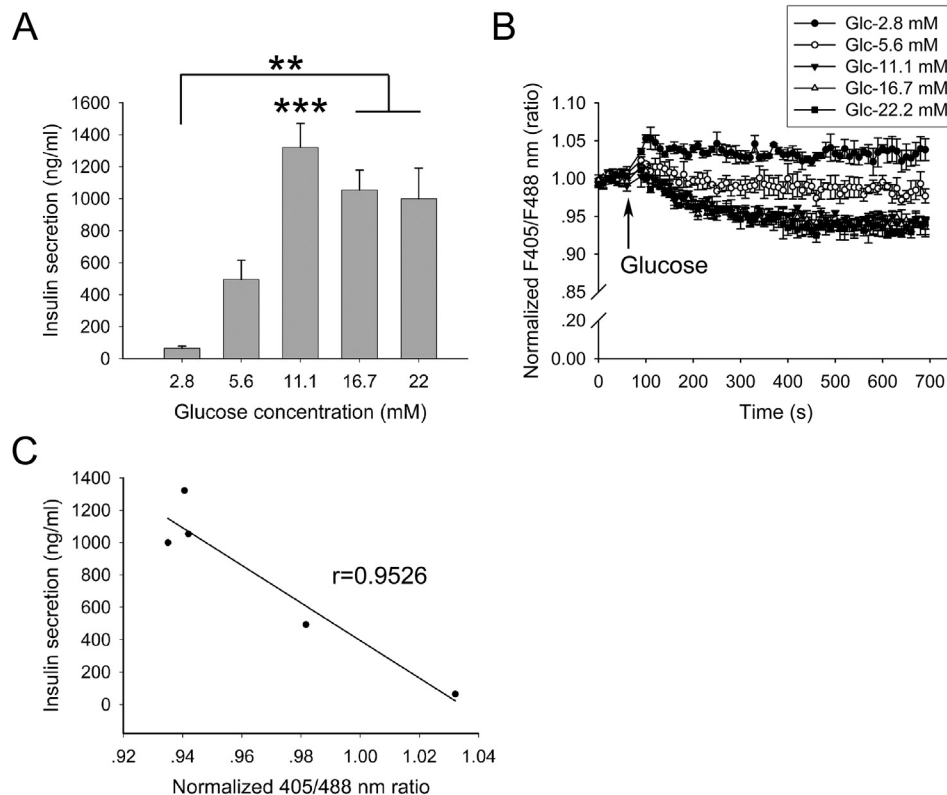 A
**
***
1600
1400
1200
1000
800
600
400
200
0
Insulin secretion (ng/ml)
2.8 5.6 11.1 16.7 22
Glucose concentration (mM)
B
Glc-2.8 mM
Glc-5.6 mM
Glc-11.1 mM
Glc-16.7 mM
Glc-22.2 mM
1.10
1.05
1.00
.95
.90
.85
.20
0.00
Normalized F405/F488 nm (ratio)
Glucose
0 100 200 300 400 500 600 700
Time (s)
C
1400
1200
1000
800
600
400
200
0
Insulin secretion (ng/ml)
r=0.9526
.92 .94 .96 .98 1.00 1.02 1.04
Normalized 405/488 nm ratio